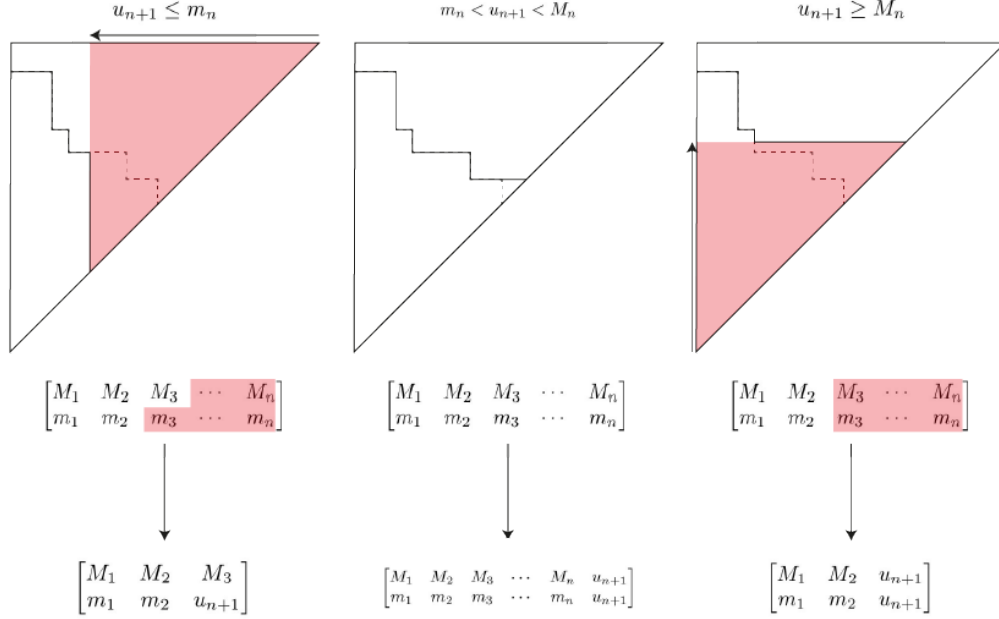 u_{n+1} ≤ m_n
m_n < u_{n+1} < M_n
u_{n+1} ≥ M_n
[M_1 M_2 M_3 ⋯ M_n]
[m_1 m_2 m_3 ⋯ m_n]
[M_1 M_2 M_3 ⋯ M_n]
[m_1 m_2 m_3 ⋯ m_n]
[M_1 M_2 M_3 ⋯ M_n]
[m_1 m_2 m_3 ⋯ m_n]
[M_1 M_2 M_3]
[m_1 m_2 u_{n+1}]
[M_1 M_2 M_3 ⋯ M_n u_{n+1}]
[m_1 m_2 m_3 ⋯ m_n u_{n+1}]
[M_1 M_2 u_{n+1}]
[m_1 m_2 u_{n+1}]